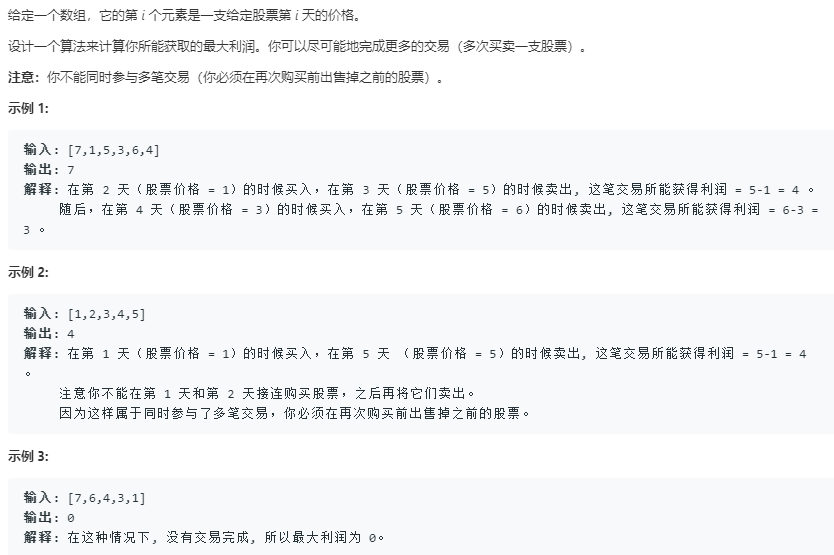 给定一个数组，它的第 i 个元素是一支给定股票第 i 天的价格。
设计一个算法来计算你所能获取的最大利润。你可以尽可能地完成更多的交易（多次买卖一支股票）。
注意：你不能同时参与多笔交易（你必须在再次购买前出售掉之前的股票）。
示例 1:
输入: [7,1,5,3,6,4]
输出: 7
解释: 在第 2 天（股票价格 = 1）的时候买入，在第 3 天（股票价格 = 5）的时候卖出, 这笔交易所能获得利润 = 5-1 = 4 。
随后，在第 4 天（股票价格 = 3）的时候买入，在第 5 天（股票价格 = 6）的时候卖出, 这笔交易所能获得利润 = 6-3 =
3 。
示例 2:
输入: [1,2,3,4,5]
输出: 4
解释: 在第 1 天（股票价格 = 1）的时候买入，在第 5 天 （股票价格 = 5）的时候卖出, 这笔交易所能获得利润 = 5-1 = 4
。
注意你不能在第 1 天和第 2 天接连购买股票，之后再将它们卖出。
因为这样属于同时参与了多笔交易，你必须在再次购买前出售掉之前的股票。
示例 3:
输入: [7,6,4,3,1]
输出: 0
解释: 在这种情况下, 没有交易完成, 所以最大利润为 0。